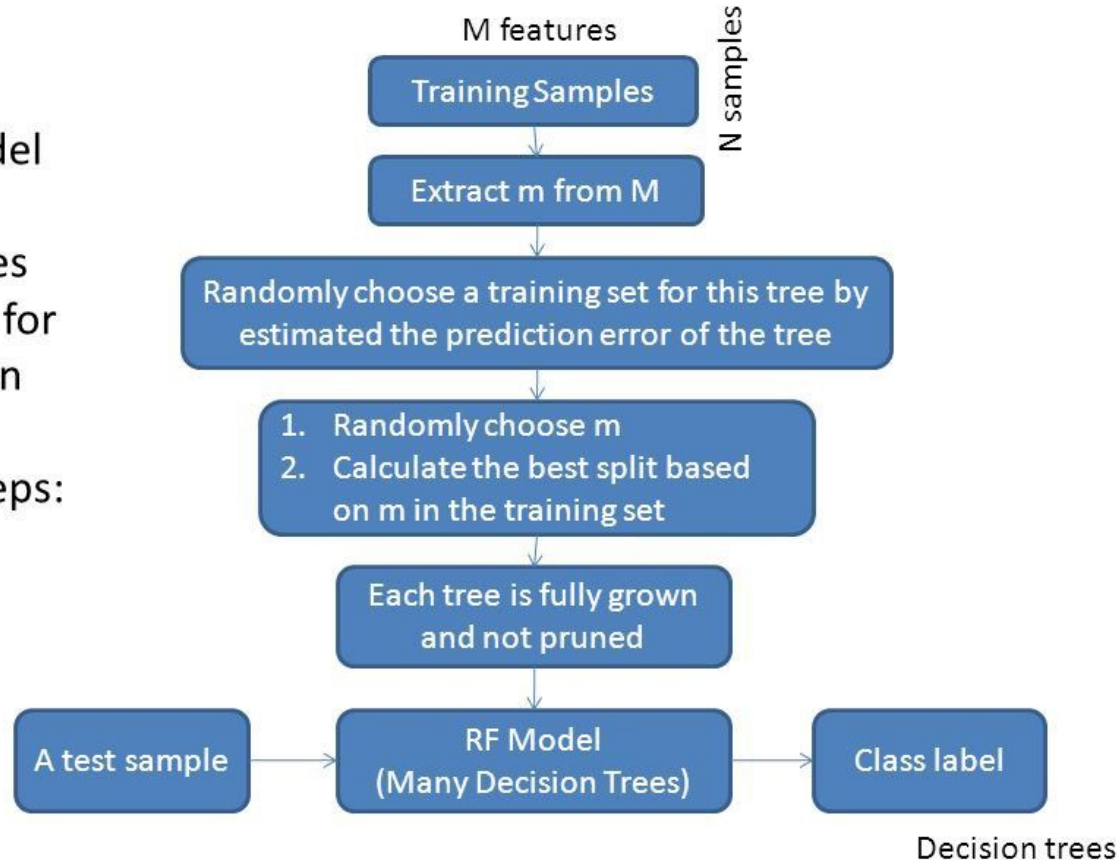 M features
N samples
Training Samples
del
Extract m from M
es
for
n
Randomly choose a training set for this tree by
estimated the prediction error of the tree
eps:
1. Randomly choose m
2. Calculate the best split based
on m in the training set
Each tree is fully grown
and not pruned
A test sample
RF Model
(Many Decision Trees)
Class label
Decision trees